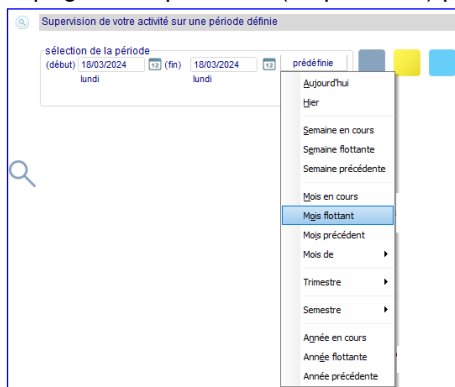 Supervision de votre activité sur une période définie
sélection de la période
(début) 18/03/2024 12 (fin) 18/03/2024 12 prédéfinie
lundi lundi
Aujourd'hui
Hier
Semaine en cours
Semaine flottante
Semaine précédente
Mois en cours
Mois flottant
Mois précédent
Mois de
Trimestre
Semestre
Année en cours
Année flottante
Année précédente